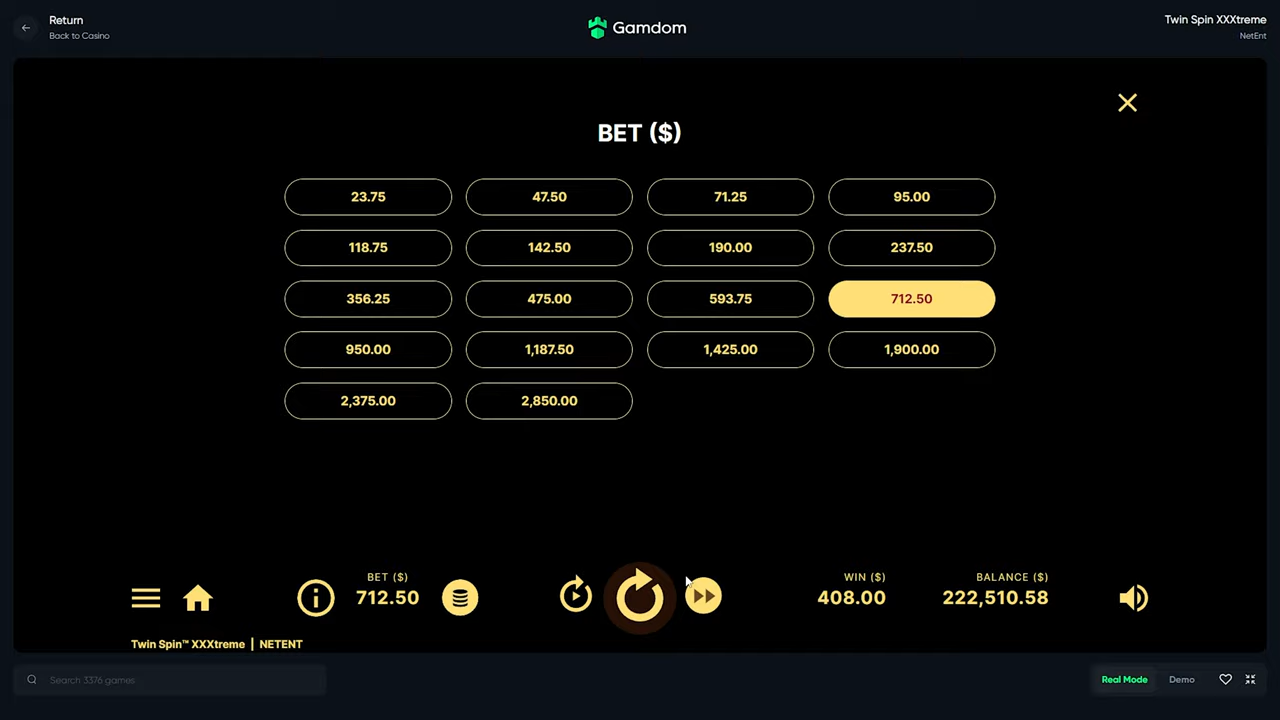 Return
Back to Casino
Gamdom
Twin Spin XXXtreme
NetEnt
BET ($)
23.75 47.50 71.25 95.00
118.75 142.50 190.00 237.50
356.25 475.00 593.75 712.50
950.00 1,187.50 1,425.00 1,900.00
2,375.00 2,850.00
BET ($)
712.50
WIN ($)
408.00
BALANCE ($)
222,510.58
Twin Spin™ XXXtreme | NETENT
Search 3376 games
Real Mode
Demo